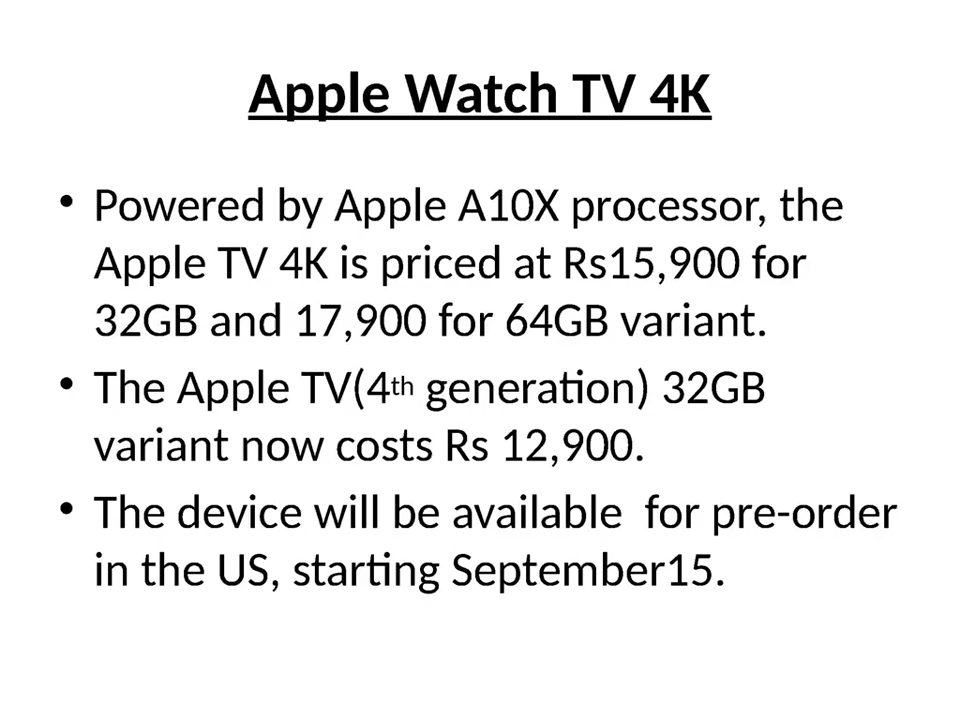 Apple Watch TV 4K
• Powered by Apple A10X processor, the
Apple TV 4K is priced at Rs15,900 for
32GB and 17,900 for 64GB variant.
• The Apple TV(4th generation) 32GB
variant now costs Rs 12,900.
• The device will be available  for pre-order
in the US, starting September15.